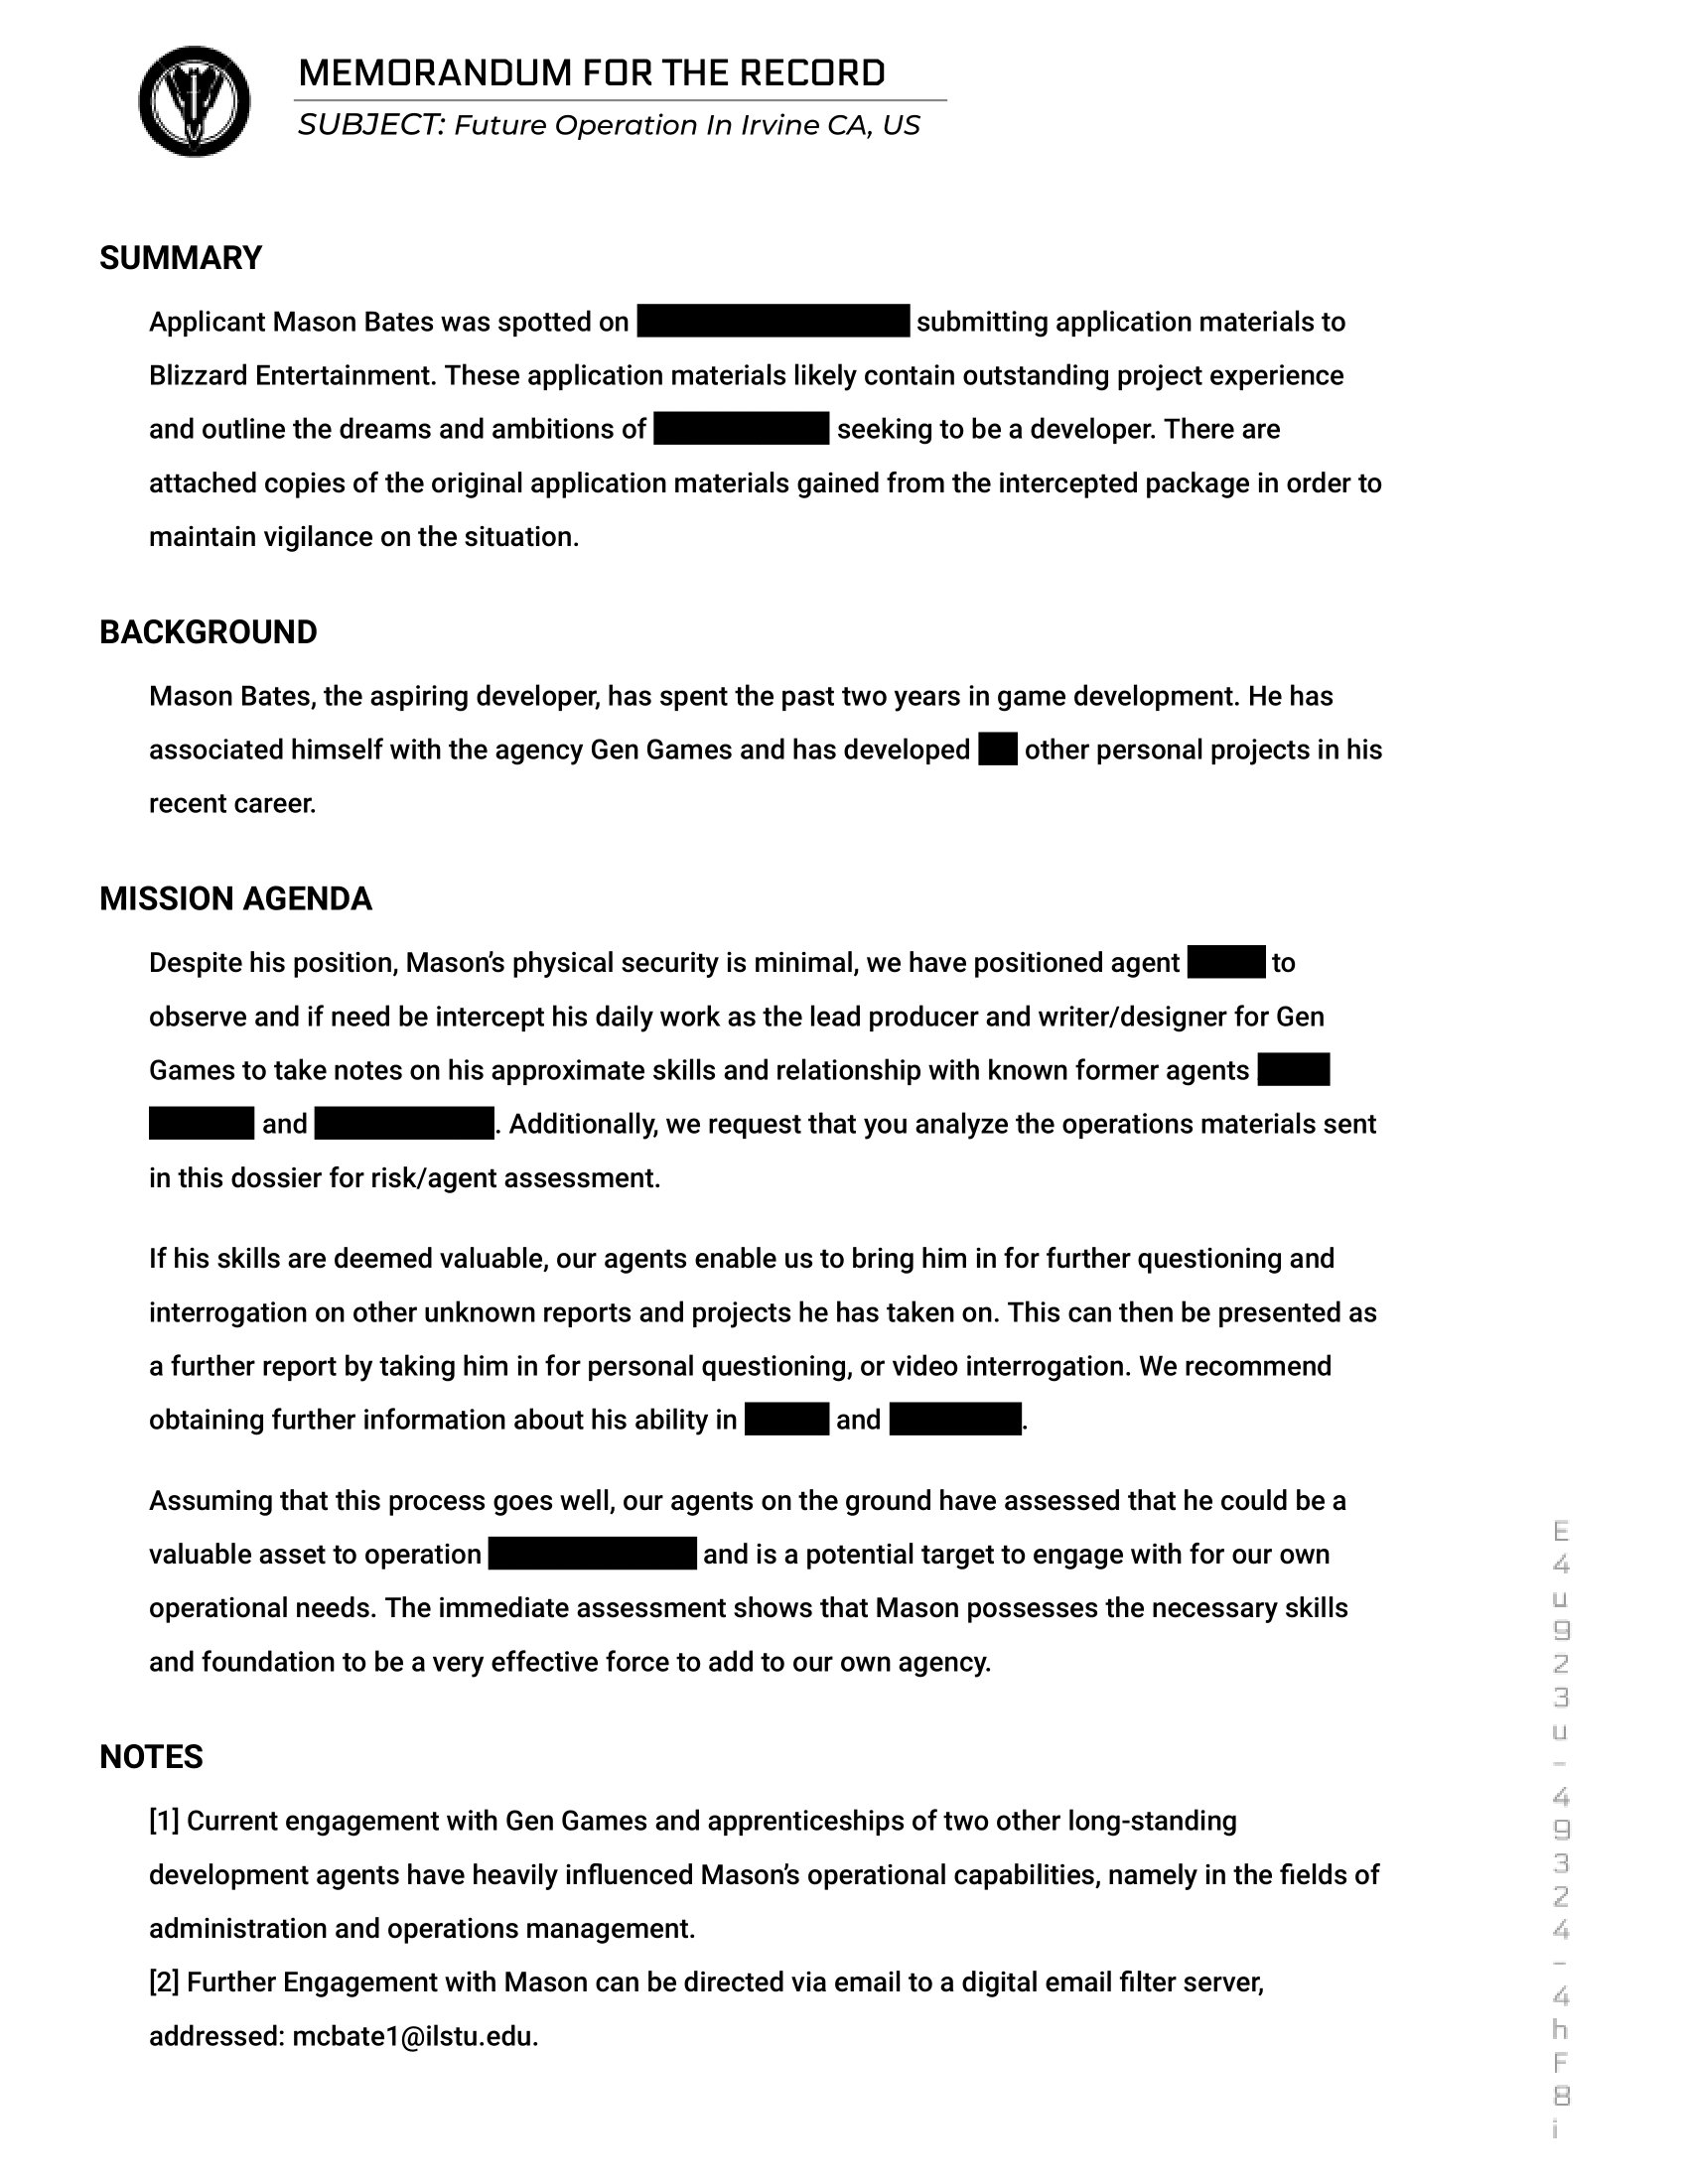 MEMORANDUM FOR THE RECORD
SUBJECT: Future Operation In Irvine CA, US
SUMMARY
Applicant Mason Bates was spotted on submitting application materials to
Blizzard Entertainment. These application materials likely contain outstanding project experience
and outline the dreams and ambitions of seeking to be a developer. There are
attached copies of the original application materials gained from the intercepted package in order to
maintain vigilance on the situation.
BACKGROUND
Mason Bates, the aspiring developer, has spent the past two years in game development. He has
associated himself with the agency Gen Games and has developed other personal projects in his
recent career.
MISSION AGENDA
Despite his position, Mason’s physical security is minimal, we have positioned agent to
observe and if need be intercept his daily work as the lead producer and writer/designer for Gen
Games to take notes on his approximate skills and relationship with known former agents
and . Additionally, we request that you analyze the operations materials sent
in this dossier for risk/agent assessment.
If his skills are deemed valuable, our agents enable us to bring him in for further questioning and
interrogation on other unknown reports and projects he has taken on. This can then be presented as
a further report by taking him in for personal questioning, or video interrogation. We recommend
obtaining further information about his ability in and .
Assuming that this process goes well, our agents on the ground have assessed that he could be a
valuable asset to operation and is a potential target to engage with for our own
operational needs. The immediate assessment shows that Mason possesses the necessary skills
and foundation to be a very effective force to add to our own agency.
NOTES
[1] Current engagement with Gen Games and apprenticeships of two other long-standing
development agents have heavily influenced Mason’s operational capabilities, namely in the fields of
administration and operations management.
[2] Further Engagement with Mason can be directed via email to a digital email filter server,
addressed: mcbate1@ilstu.edu.
E4u923u-49324-4hF8i